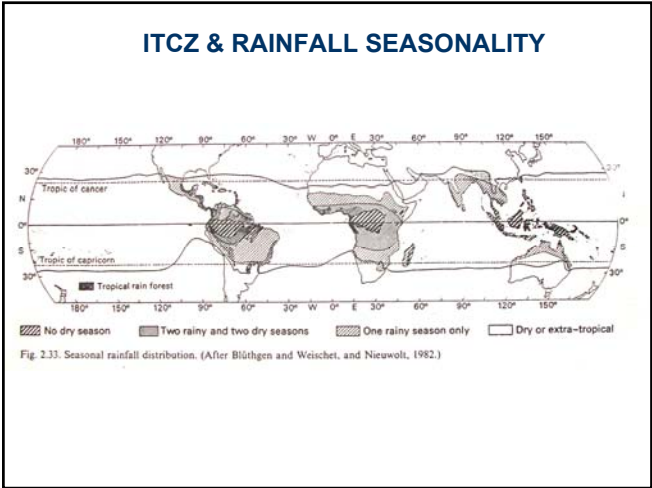 ITCZ & RAINFALL SEASONALITY
180° 150° 120° 90° 60° 30° W 0° E 30° 60° 90° 120° 150°
30°
Tropic of cancer
N
0° 0°
S S
Tropic of capricorn
30° 30°
Tropical rain forest
180° 150° 120° 90° 60° 30° 0° 30° 60° 90° 120° 150°
No dry season Two rainy and two dry seasons One rainy season only Dry or extra-tropical
Fig. 2.33. Seasonal rainfall distribution. (After Blüthgen and Weischet, and Nieuwolt, 1982.)